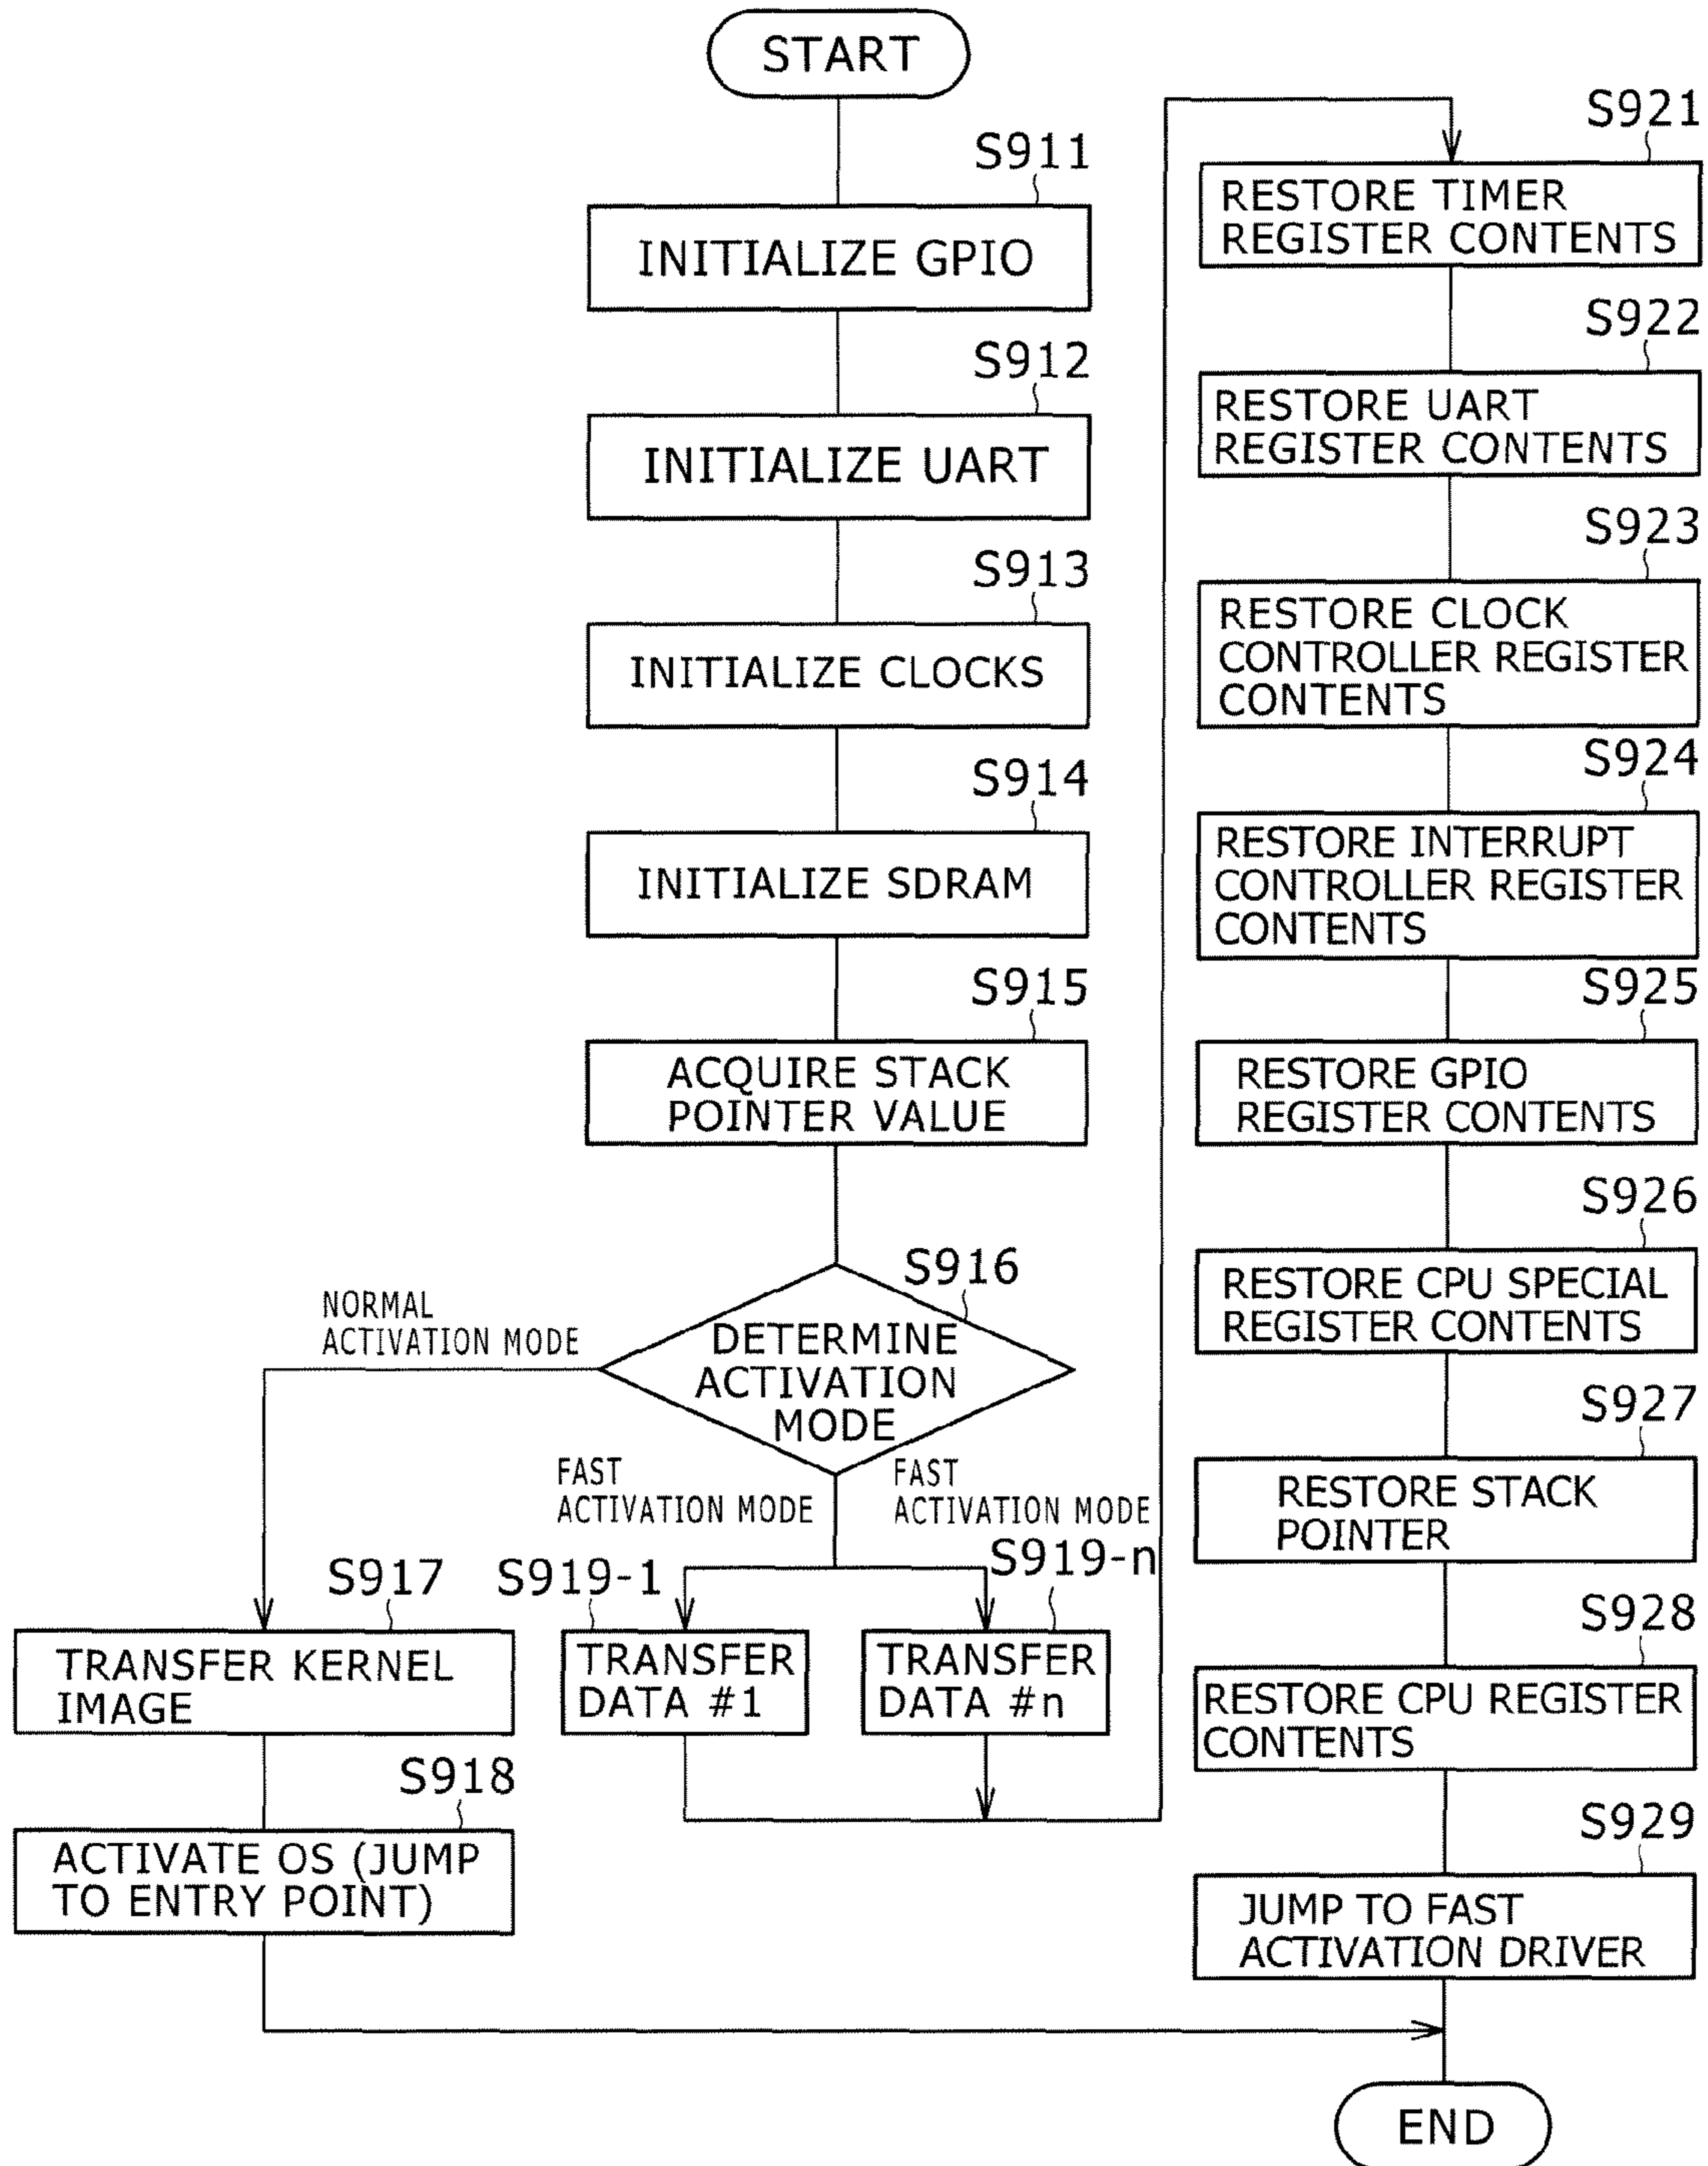 START
S911
INITIALIZE GPIO
S912
INITIALIZE UART
S913
INITIALIZE CLOCKS
S914
INITIALIZE SDRAM
S915
ACQUIRE STACK
POINTER VALUE
S916
DETERMINE
ACTIVATION
MODE
NORMAL
ACTIVATION MODE
FAST
ACTIVATION MODE
FAST
ACTIVATION MODE
S917
TRANSFER KERNEL
IMAGE
S918
ACTIVATE OS (JUMP
TO ENTRY POINT)
S919-1
TRANSFER
DATA #1
S919-n
TRANSFER
DATA #n
S921
RESTORE TIMER
REGISTER CONTENTS
S922
RESTORE UART
REGISTER CONTENTS
S923
RESTORE CLOCK
CONTROLLER REGISTER
CONTENTS
S924
RESTORE INTERRUPT
CONTROLLER REGISTER
CONTENTS
S925
RESTORE GPIO
REGISTER CONTENTS
S926
RESTORE CPU SPECIAL
REGISTER CONTENTS
S927
RESTORE STACK
POINTER
S928
RESTORE CPU REGISTER
CONTENTS
S929
JUMP TO FAST
ACTIVATION DRIVER
END